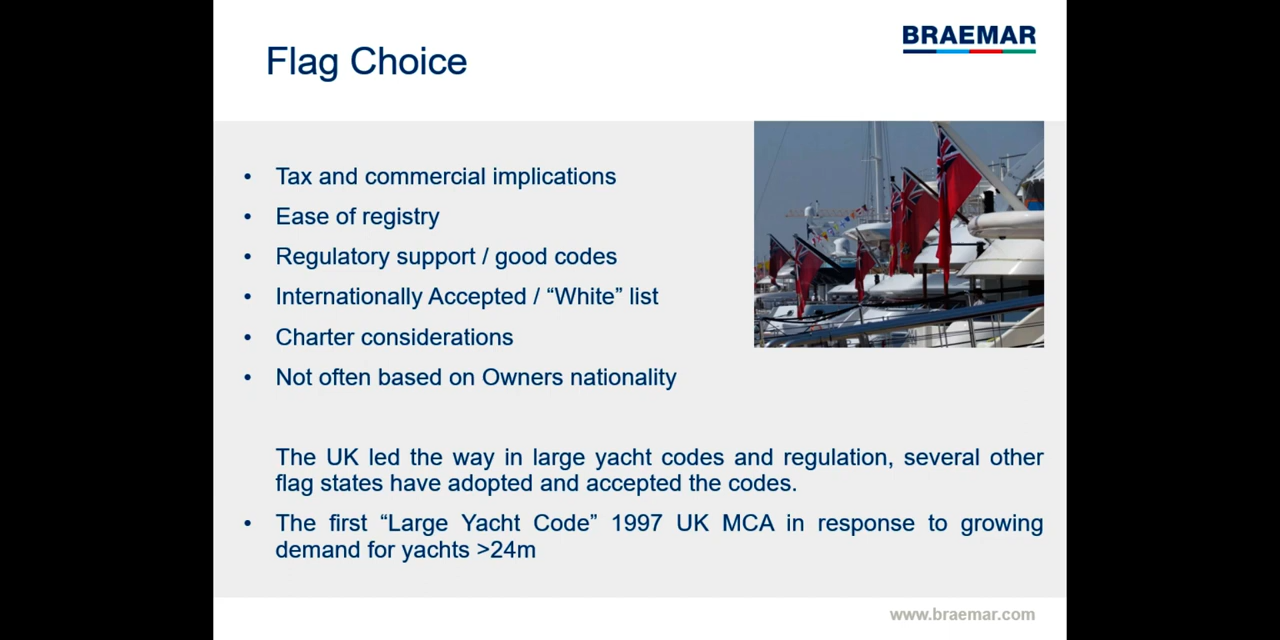 BRAEMAR
Flag Choice
• Tax and commercial implications
• Ease of registry
• Regulatory support / good codes
• Internationally Accepted / “White” list
• Charter considerations
• Not often based on Owners nationality
The UK led the way in large yacht codes and regulation, several other
flag states have adopted and accepted the codes.
• The first “Large Yacht Code” 1997 UK MCA in response to growing
demand for yachts >24m
www.braemar.com